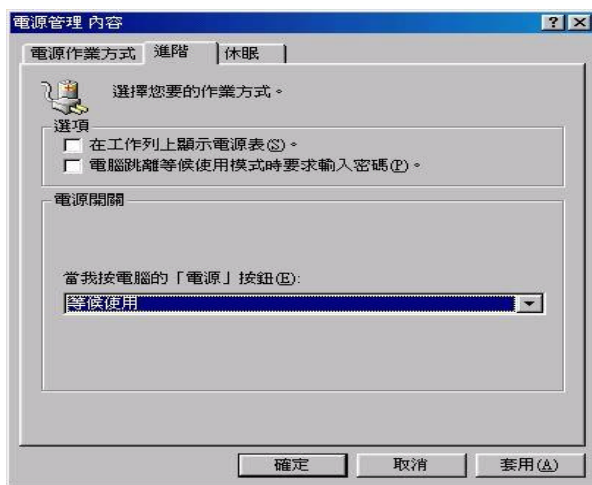 電源管理 內容
電源作業方式 進階 休眠
選擇您要的作業方式。
選項
在工作列上顯示電源表(S)。
電腦跳離等候使用模式時要求輸入密碼(P)。
電源開關
當我按電腦的「電源」按鈕(E):
等候使用
確定 取消 套用(A)